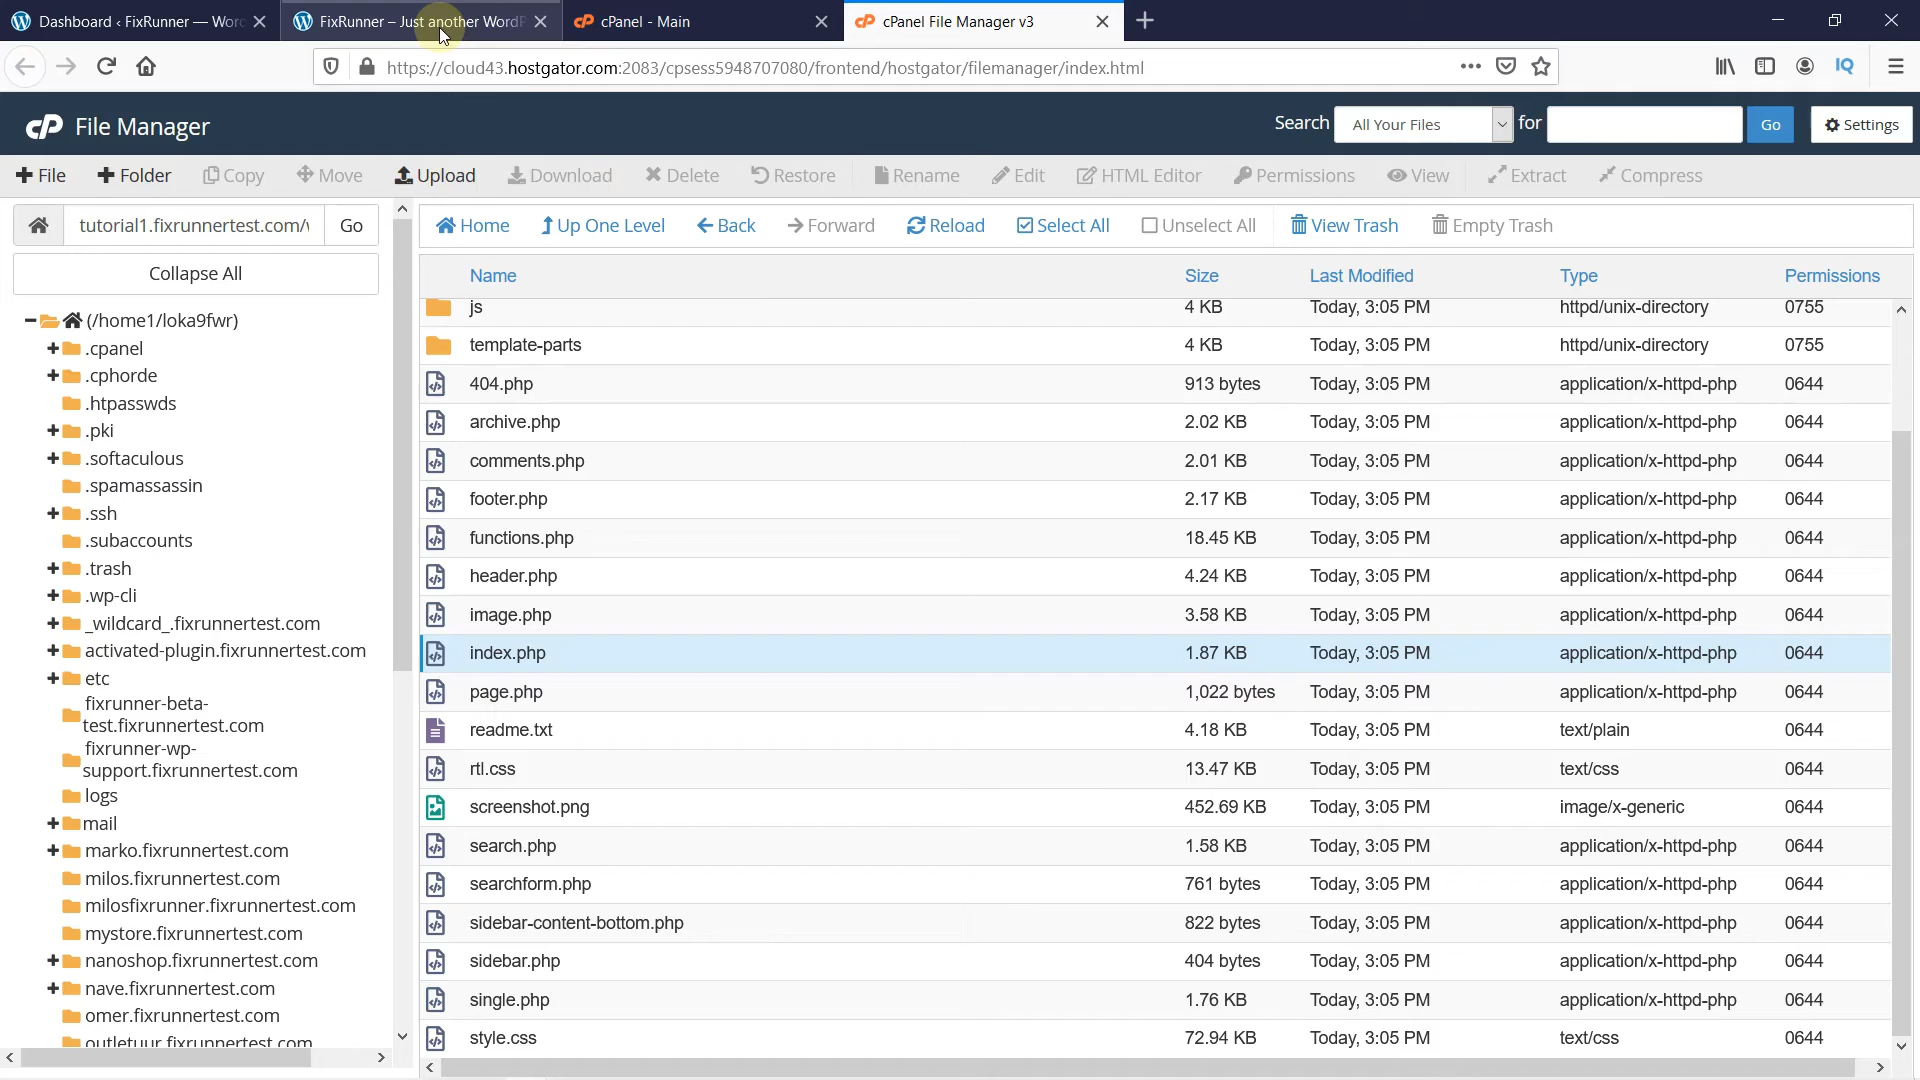 Dashboard ‹ FixRunner — Wor
FixRunner – Just another WordP
cPanel - Main
cPanel File Manager v3
https://cloud43.hostgator.com:2083/cpsess5948707080/frontend/hostgator/filemanager/index.html
IQ
cP File Manager
Search All Your Files for Go Settings
File Folder Copy Move Upload Download Delete Restore Rename Edit HTML Editor Permissions View Extract Compress
tutorial1.fixrunnertest.com/ Go
Home Up One Level Back Forward Reload Select All Unselect All View Trash Empty Trash
Collapse All
(/home1/loka9fwr)
.cpanel
.cphorde
.htpasswds
.pki
.softaculous
.spamassassin
.ssh
.subaccounts
.trash
.wp-cli
_wildcard_.fixrunnertest.com
activated-plugin.fixrunnertest.com
etc
fixrunner-beta-
test.fixrunnertest.com
fixrunner-wp-
support.fixrunnertest.com
logs
mail
marko.fixrunnertest.com
milos.fixrunnertest.com
milosfixrunner.fixrunnertest.com
mystore.fixrunnertest.com
nanoshop.fixrunnertest.com
nave.fixrunnertest.com
omer.fixrunnertest.com
outletuur.fixrunnertest.com
Name Size Last Modified Type Permissions
js 4 KB Today, 3:05 PM httpd/unix-directory 0755
template-parts 4 KB Today, 3:05 PM httpd/unix-directory 0755
404.php 913 bytes Today, 3:05 PM application/x-httpd-php 0644
archive.php 2.02 KB Today, 3:05 PM application/x-httpd-php 0644
comments.php 2.01 KB Today, 3:05 PM application/x-httpd-php 0644
footer.php 2.17 KB Today, 3:05 PM application/x-httpd-php 0644
functions.php 18.45 KB Today, 3:05 PM application/x-httpd-php 0644
header.php 4.24 KB Today, 3:05 PM application/x-httpd-php 0644
image.php 3.58 KB Today, 3:05 PM application/x-httpd-php 0644
index.php 1.87 KB Today, 3:05 PM application/x-httpd-php 0644
page.php 1,022 bytes Today, 3:05 PM application/x-httpd-php 0644
readme.txt 4.18 KB Today, 3:05 PM text/plain 0644
rtl.css 13.47 KB Today, 3:05 PM text/css 0644
screenshot.png 452.69 KB Today, 3:05 PM image/x-generic 0644
search.php 1.58 KB Today, 3:05 PM application/x-httpd-php 0644
searchform.php 761 bytes Today, 3:05 PM application/x-httpd-php 0644
sidebar-content-bottom.php 822 bytes Today, 3:05 PM application/x-httpd-php 0644
sidebar.php 404 bytes Today, 3:05 PM application/x-httpd-php 0644
single.php 1.76 KB Today, 3:05 PM application/x-httpd-php 0644
style.css 72.94 KB Today, 3:05 PM text/css 0644